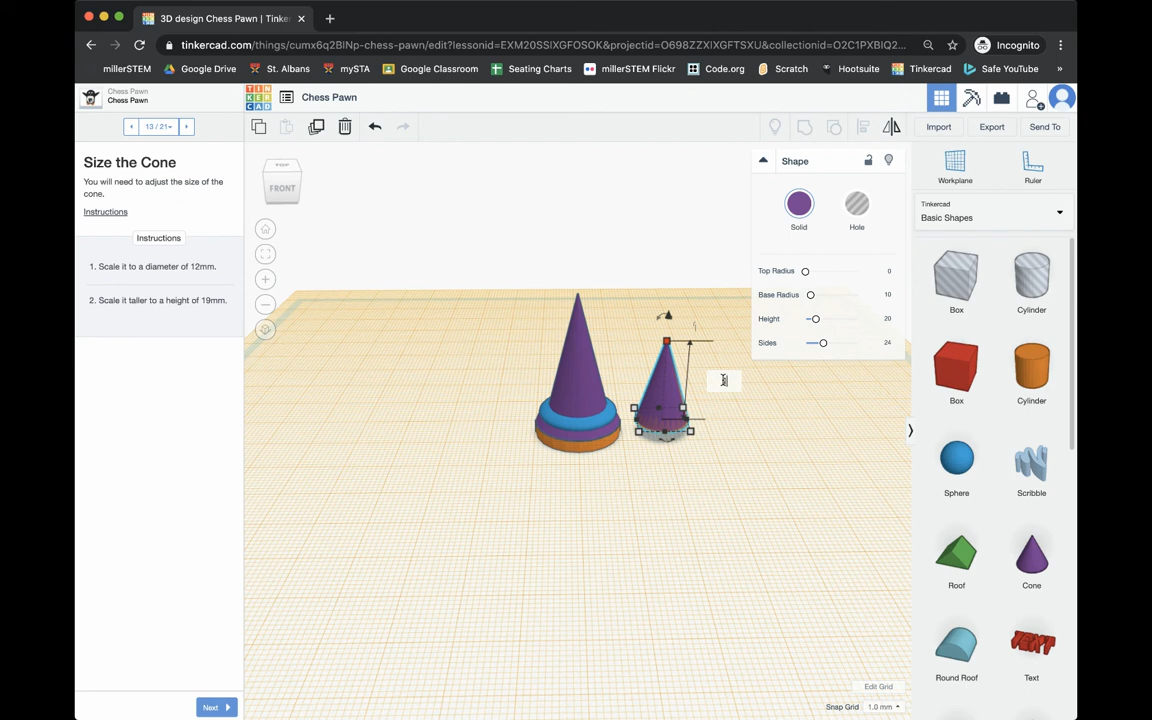 3D design Chess Pawn | Tinke
tinkercad.com/things/cumx6q2BlNp-chess-pawn/edit?lessonid=EXM20SSIXGFOSOK&projectid=O698ZZXIXGFTSXU&collectionid=O2C1PXBIQ2...
Incognito
millerSTEM
Google Drive
St. Albans
mySTA
Google Classroom
Seating Charts
millerSTEM Flickr
Code.org
Scratch
Hootsuite
Tinkercad
Safe YouTube
»
Chess Pawn
Chess Pawn
TIN
KER
CAD
Chess Pawn
13 / 21
Import
Export
Send To
Size the Cone
You will need to adjust the size of the
cone.
Instructions
Instructions
1. Scale it to a diameter of 12mm.
2. Scale it taller to a height of 19mm.
Next
TOP
FRONT
Shape
Solid
Hole
Top Radius 0
Base Radius 10
Height 20
Sides 24
Workplane
Ruler
Tinkercad
Basic Shapes
Box
Cylinder
Box
Cylinder
Sphere
Scribble
Roof
Cone
Round Roof
Text
TEXT
Edit Grid
Snap Grid 1.0 mm